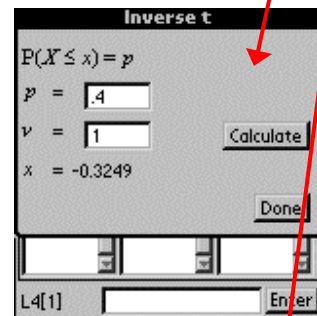 Inverse t
P(X ≤ x) = p
p = .4
ν = 1
Calculate
x = -0.3249
Done
L4[1]
Enter